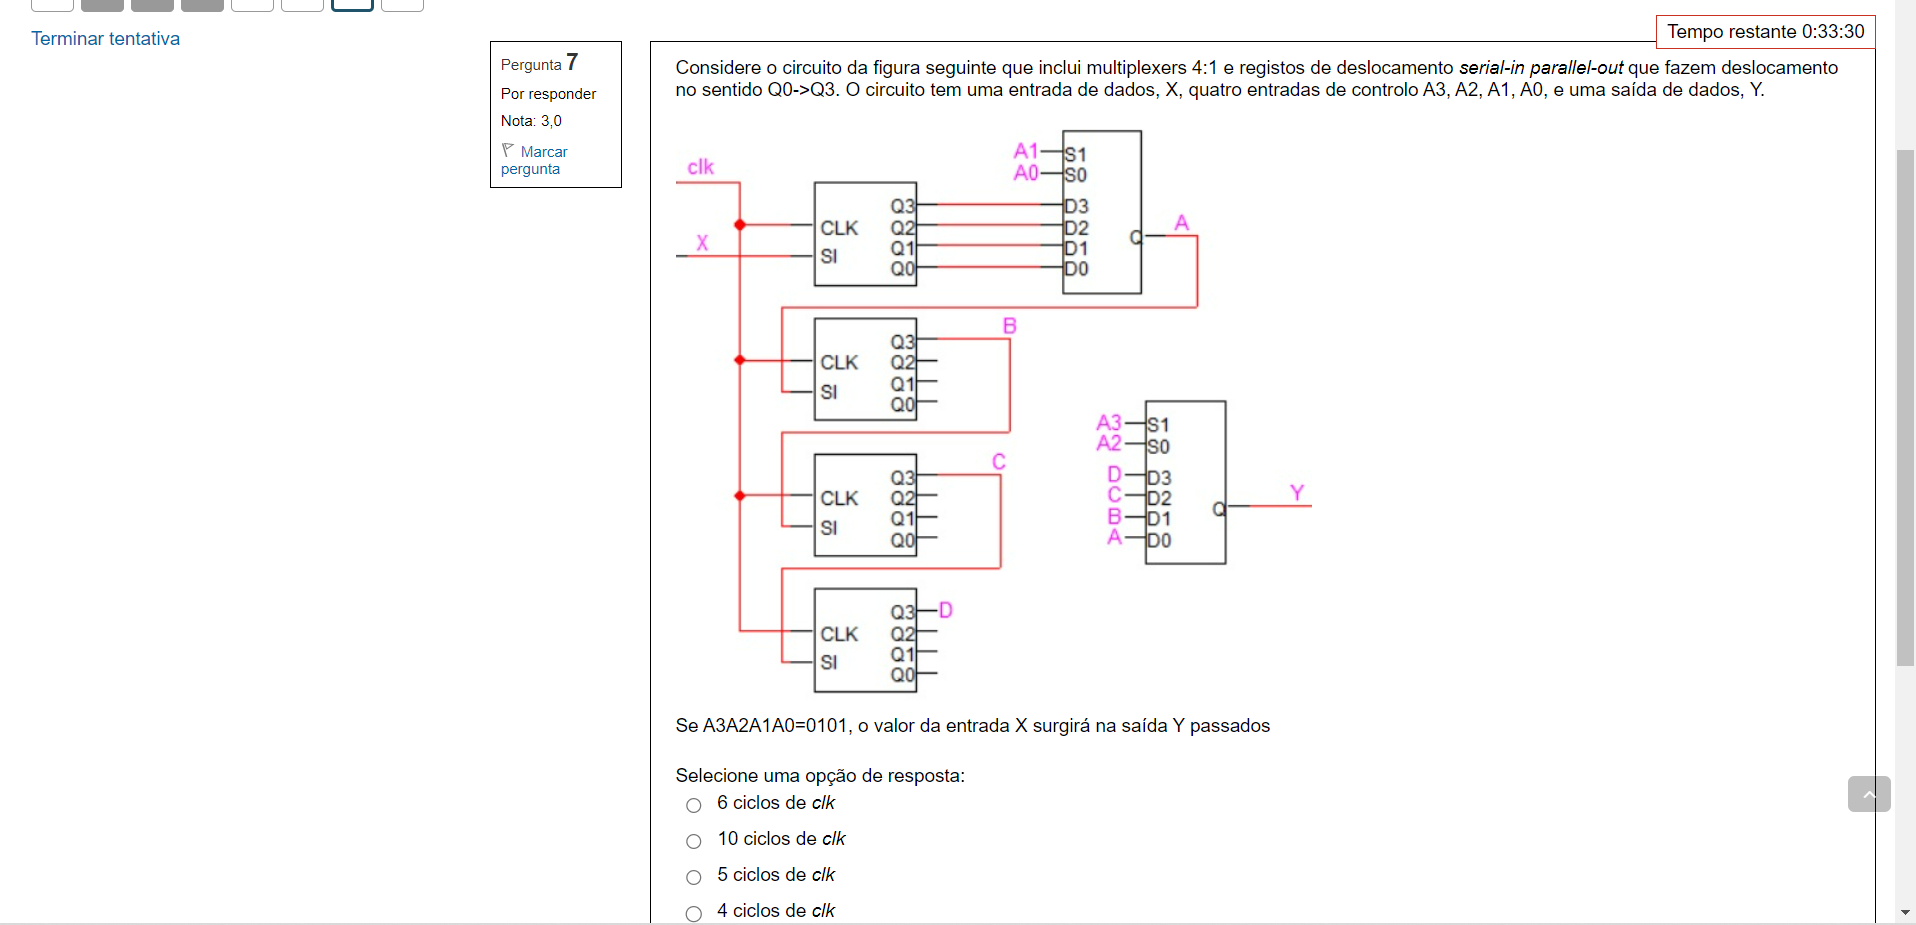 Terminar tentativa
Tempo restante 0:33:30
Pergunta 7
Por responder
Nota: 3,0
Marcar
pergunta
Considere o circuito da figura seguinte que inclui multiplexers 4:1 e registos de deslocamento serial-in parallel-out que fazem deslocamento
no sentido Q0->Q3. O circuito tem uma entrada de dados, X, quatro entradas de controlo A3, A2, A1, A0, e uma saída de dados, Y.
clk
X
CLK
SI
Q3
Q2
Q1
Q0
A1
A0
S1
S0
D3
D2
D1
D0
Q
A
CLK
SI
Q3
Q2
Q1
Q0
B
CLK
SI
Q3
Q2
Q1
Q0
C
CLK
SI
Q3
Q2
Q1
Q0
D
A3
A2
D
C
B
A
S1
S0
D3
D2
D1
D0
Q
Y
Se A3A2A1A0=0101, o valor da entrada X surgirá na saída Y passados
Selecione uma opção de resposta:
6 ciclos de clk
10 ciclos de clk
5 ciclos de clk
4 ciclos de clk